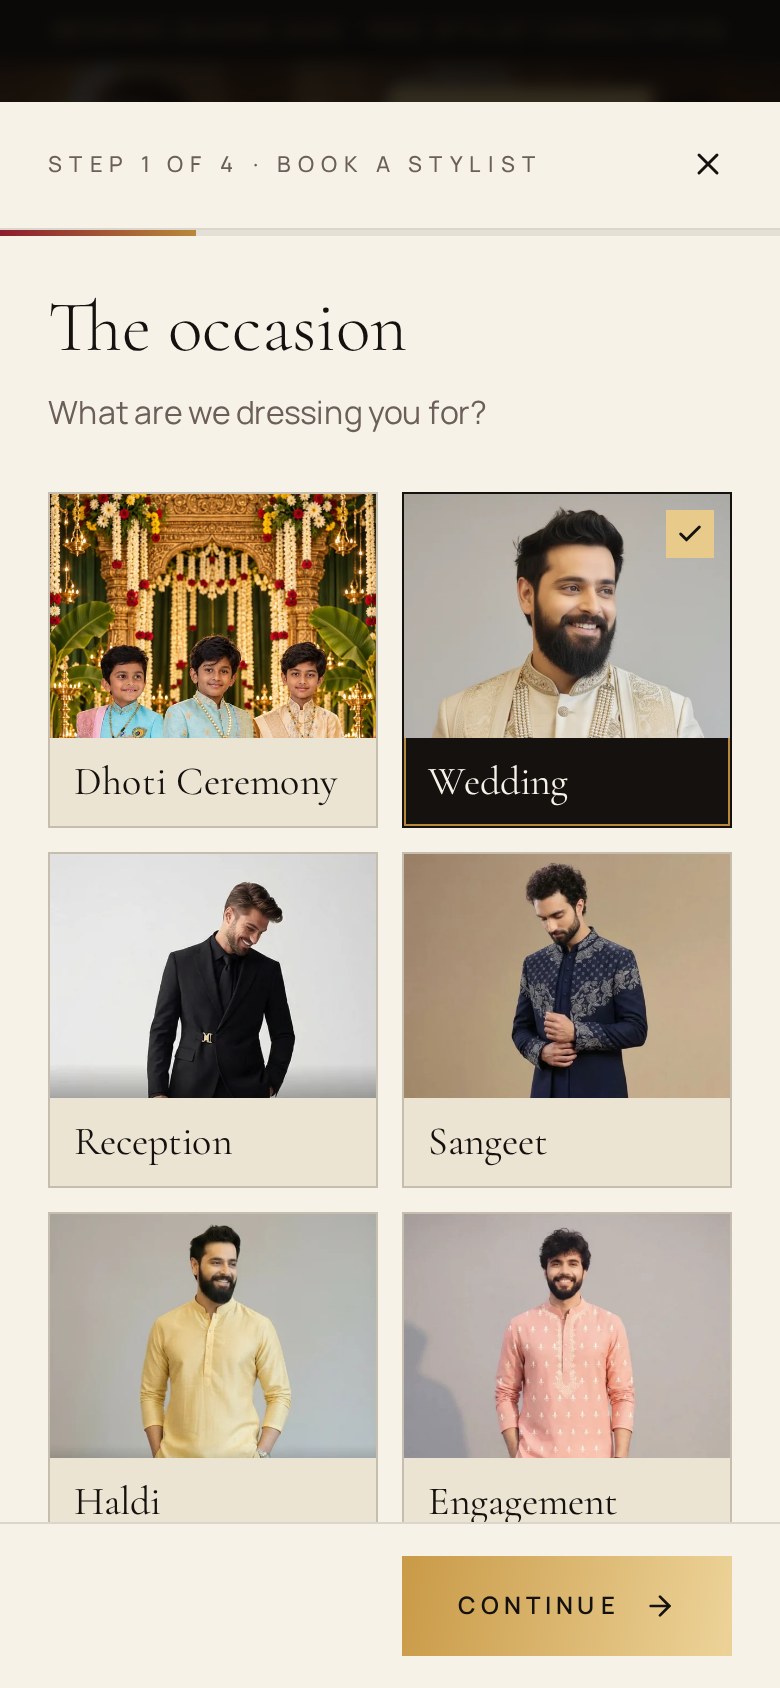 STEP 1 OF 4 · BOOK A STYLIST
The occasion
What are we dressing you for?
Dhoti Ceremony
Wedding
Reception
Sangeet
Haldi
Engagement
CONTINUE